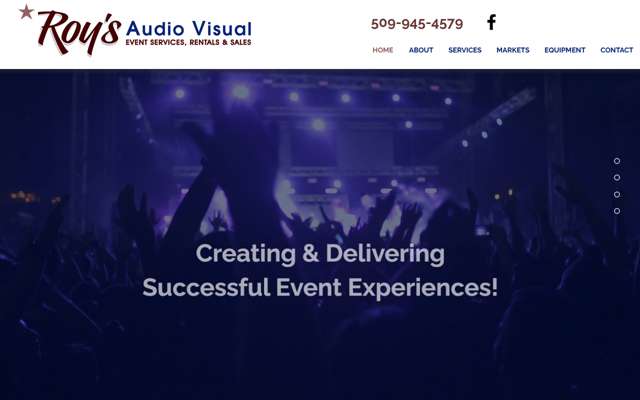 Roy's Audio Visual
EVENT SERVICES, RENTALS & SALES
509-945-4579
HOME ABOUT SERVICES MARKETS EQUIPMENT CONTACT
Creating & Delivering
Successful Event Experiences!